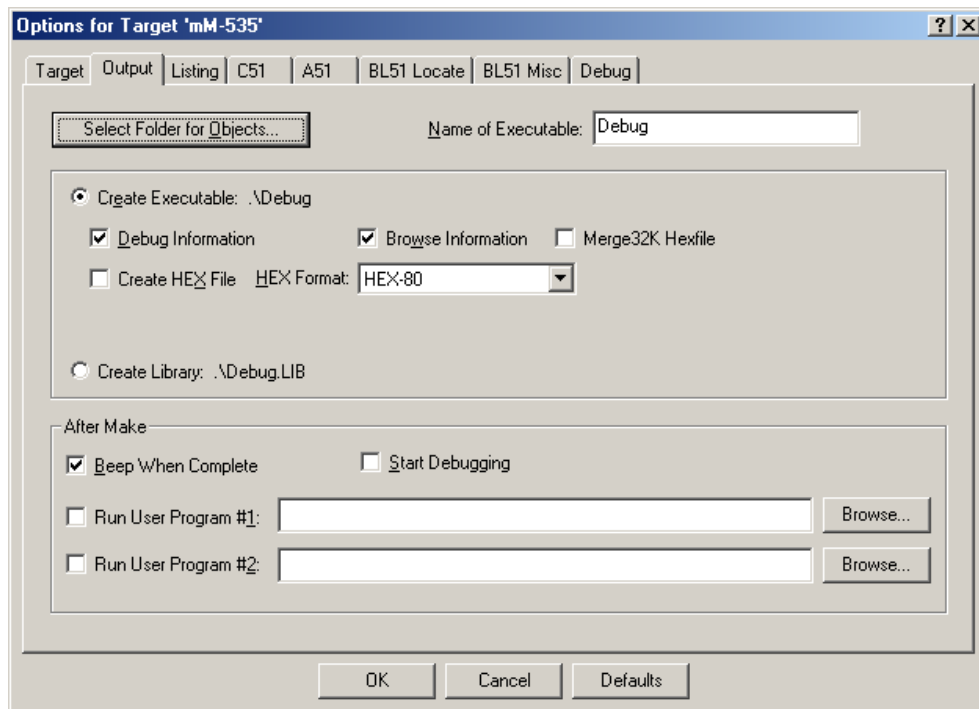 Options for Target 'mM-535'
Target Output Listing C51 A51 BL51 Locate BL51 Misc Debug
Select Folder for Objects... Name of Executable: Debug
Create Executable: .\Debug
Debug Information Browse Information Merge32K Hexfile
Create HEX File HEX Format: HEX-80
Create Library: .\Debug.LIB
After Make
Beep When Complete Start Debugging
Run User Program #1: Browse...
Run User Program #2: Browse...
OK Cancel Defaults